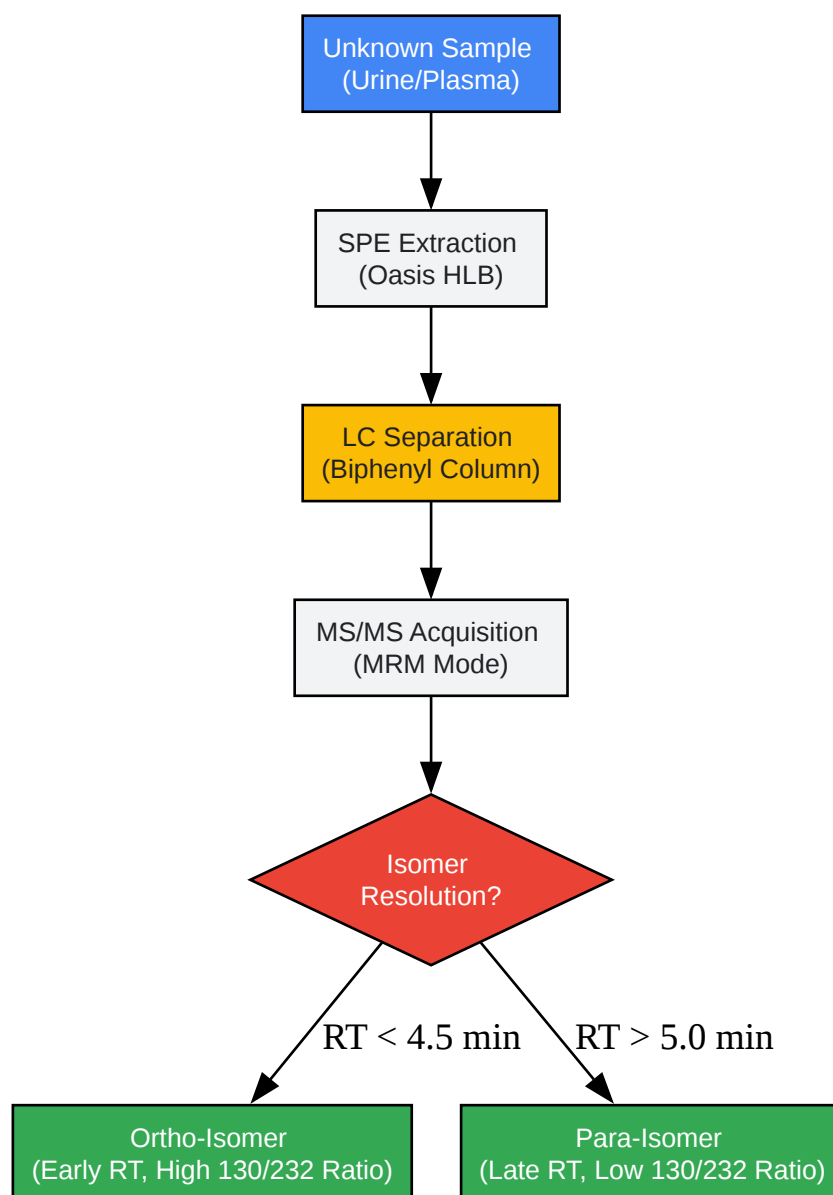 Unknown Sample
(Urine/Plasma)
SPE Extraction
(Oasis HLB)
LC Separation
(Biphenyl Column)
MS/MS Acquisition
(MRM Mode)
Isomer
Resolution?
RT < 4.5 min
RT > 5.0 min
Ortho-Isomer
(Early RT, High 130/232 Ratio)
Para-Isomer
(Late RT, Low 130/232 Ratio)